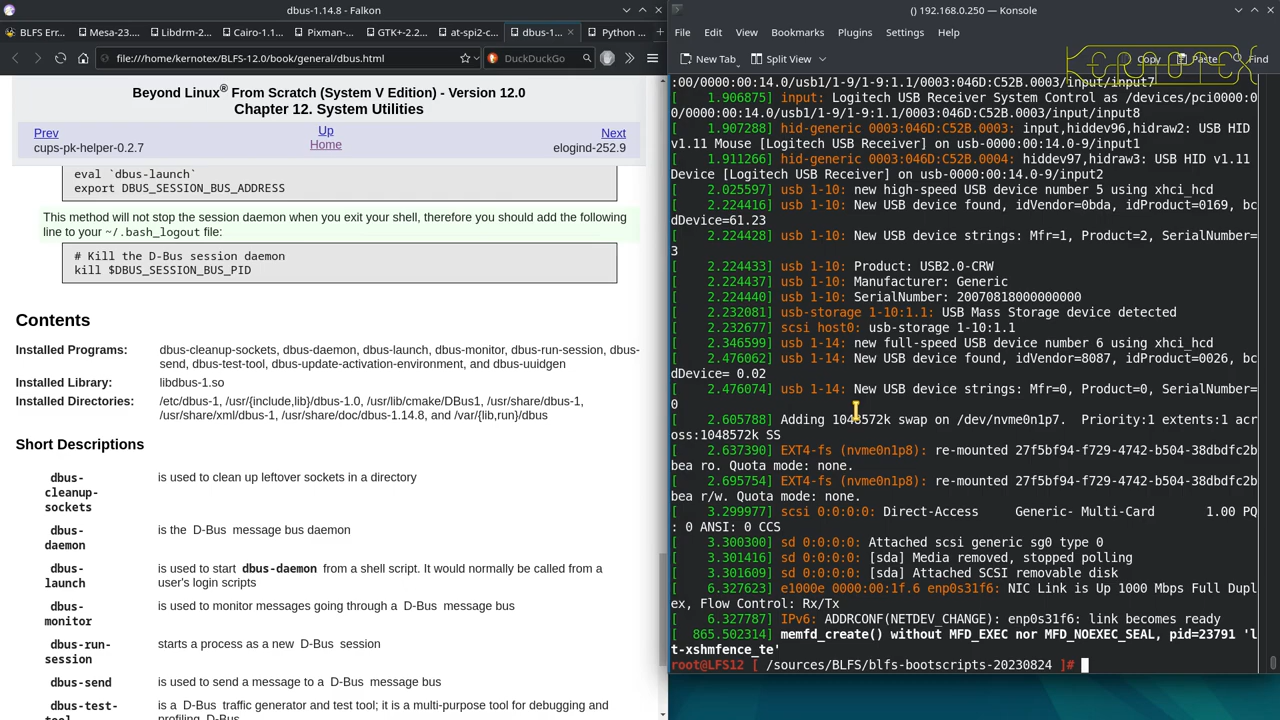 dbus-1.14.8 — Falkon
BLFS Err...
Mesa-23....
Libdrm-2...
Cairo-1.1...
Pixman-...
GTK+-2.2...
at-spi2-c...
dbus-1...
Python ...
file:///home/kernotex/BLFS-12.0/book/general/dbus.html
DuckDuckGo
Beyond Linux® From Scratch (System V Edition) - Version 12.0
Chapter 12. System Utilities
Prev
Up
Next
cups-pk-helper-0.2.7
Home
elogind-252.9
eval `dbus-launch`
export DBUS_SESSION_BUS_ADDRESS
This method will not stop the session daemon when you exit your shell, therefore you should add the following
line to your ~/.bash_logout file:
# Kill the D-Bus session daemon
kill $DBUS_SESSION_BUS_PID
Contents
Installed Programs: dbus-cleanup-sockets, dbus-daemon, dbus-launch, dbus-monitor, dbus-run-session, dbus-
send, dbus-test-tool, dbus-update-activation-environment, and dbus-uuidgen
Installed Library: libdbus-1.so
Installed Directories: /etc/dbus-1, /usr/{include,lib}/dbus-1.0, /usr/lib/cmake/DBus1, /usr/share/dbus-1,
/usr/share/xml/dbus-1, /usr/share/doc/dbus-1.14.8, and /var/{lib,run}/dbus
Short Descriptions
dbus- is used to clean up leftover sockets in a directory
cleanup-
sockets
dbus- is the D-Bus message bus daemon
daemon
dbus- is used to start dbus-daemon from a shell script. It would normally be called from a
launch user's login scripts
dbus- is used to monitor messages going through a D-Bus message bus
monitor
dbus-run- starts a process as a new D-Bus session
session
dbus-send is used to send a message to a D-Bus message bus
dbus-test- is a D-Bus traffic generator and test tool; it is a multi-purpose tool for debugging and
tool profiling D-Bus
() 192.168.0.250 — Konsole
File Edit View Bookmarks Plugins Settings Help
New Tab Split View Copy Paste Find
KernoteX
:00/0000:00:14.0/usb1/1-9/1-9:1.1/0003:046D:C52B.0003/input/input7
[    1.906875] input: Logitech USB Receiver System Control as /devices/pci0000:0
0/0000:00:14.0/usb1/1-9/1-9:1.1/0003:046D:C52B.0003/input/input8
[    1.907288] hid-generic 0003:046D:C52B.0003: input,hiddev96,hidraw2: USB HID
v1.11 Mouse [Logitech USB Receiver] on usb-0000:00:14.0-9/input1
[    1.911266] hid-generic 0003:046D:C52B.0004: hiddev97,hidraw3: USB HID v1.11
Device [Logitech USB Receiver] on usb-0000:00:14.0-9/input2
[    2.025597] usb 1-10: new high-speed USB device number 5 using xhci_hcd
[    2.224416] usb 1-10: New USB device found, idVendor=0bda, idProduct=0169, bc
dDevice=61.23
[    2.224428] usb 1-10: New USB device strings: Mfr=1, Product=2, SerialNumber=
3
[    2.224433] usb 1-10: Product: USB2.0-CRW
[    2.224437] usb 1-10: Manufacturer: Generic
[    2.224440] usb 1-10: SerialNumber: 20070818000000000
[    2.232081] usb-storage 1-10:1.1: USB Mass Storage device detected
[    2.232677] scsi host0: usb-storage 1-10:1.1
[    2.346599] usb 1-14: new full-speed USB device number 6 using xhci_hcd
[    2.476062] usb 1-14: New USB device found, idVendor=8087, idProduct=0026, bc
dDevice= 0.02
[    2.476074] usb 1-14: New USB device strings: Mfr=0, Product=0, SerialNumber=
0
[    2.605788] Adding 1048572k swap on /dev/nvme0n1p7.  Priority:1 extents:1 acr
oss:1048572k SS
[    2.637390] EXT4-fs (nvme0n1p8): re-mounted 27f5bf94-f729-4742-b504-38dbdfc2b
bea ro. Quota mode: none.
[    2.695754] EXT4-fs (nvme0n1p8): re-mounted 27f5bf94-f729-4742-b504-38dbdfc2b
bea r/w. Quota mode: none.
[    3.299977] scsi 0:0:0:0: Direct-Access     Generic- Multi-Card       1.00 PQ
: 0 ANSI: 0 CCS
[    3.300300] sd 0:0:0:0: Attached scsi generic sg0 type 0
[    3.301416] sd 0:0:0:0: [sda] Media removed, stopped polling
[    3.301609] sd 0:0:0:0: [sda] Attached SCSI removable disk
[    6.327623] e1000e 0000:00:1f.6 enp0s31f6: NIC Link is Up 1000 Mbps Full Dupl
ex, Flow Control: Rx/Tx
[    6.327787] IPv6: ADDRCONF(NETDEV_CHANGE): enp0s31f6: link becomes ready
[  865.502314] memfd_create() without MFD_EXEC nor MFD_NOEXEC_SEAL, pid=23791 'l
t-xshmfence_te'
root@LFS12 [ /sources/BLFS/blfs-bootscripts-20230824 ]#